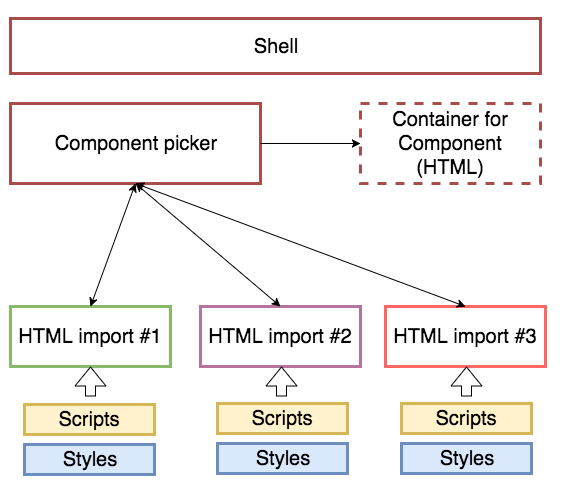 Shell
Component picker
Container for
Component
(HTML)
HTML import #1
HTML import #2
HTML import #3
Scripts
Scripts
Scripts
Styles
Styles
Styles